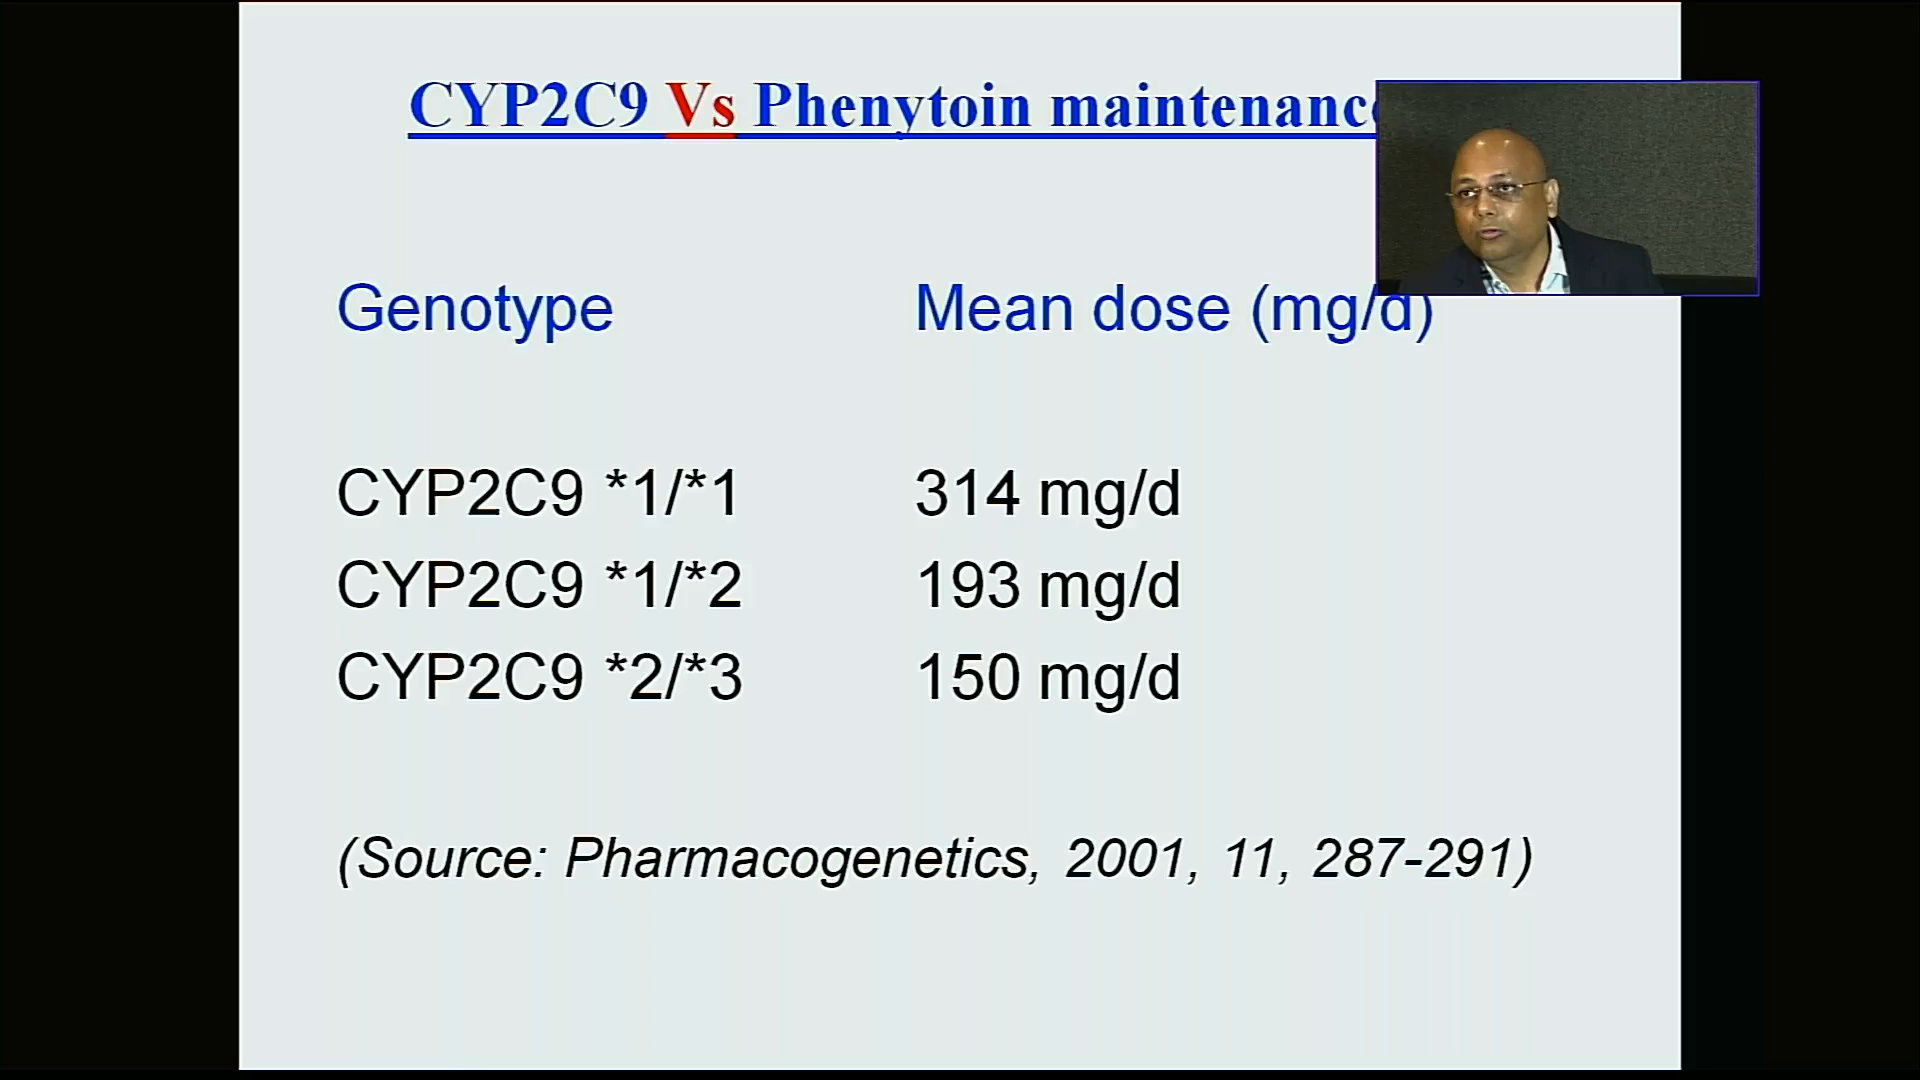 CYP2C9 Vs Phenytoin maintenance
Genotype Mean dose (mg/d)
CYP2C9 *1/*1 314 mg/d
CYP2C9 *1/*2 193 mg/d
CYP2C9 *2/*3 150 mg/d
(Source: Pharmacogenetics, 2001, 11, 287-291)